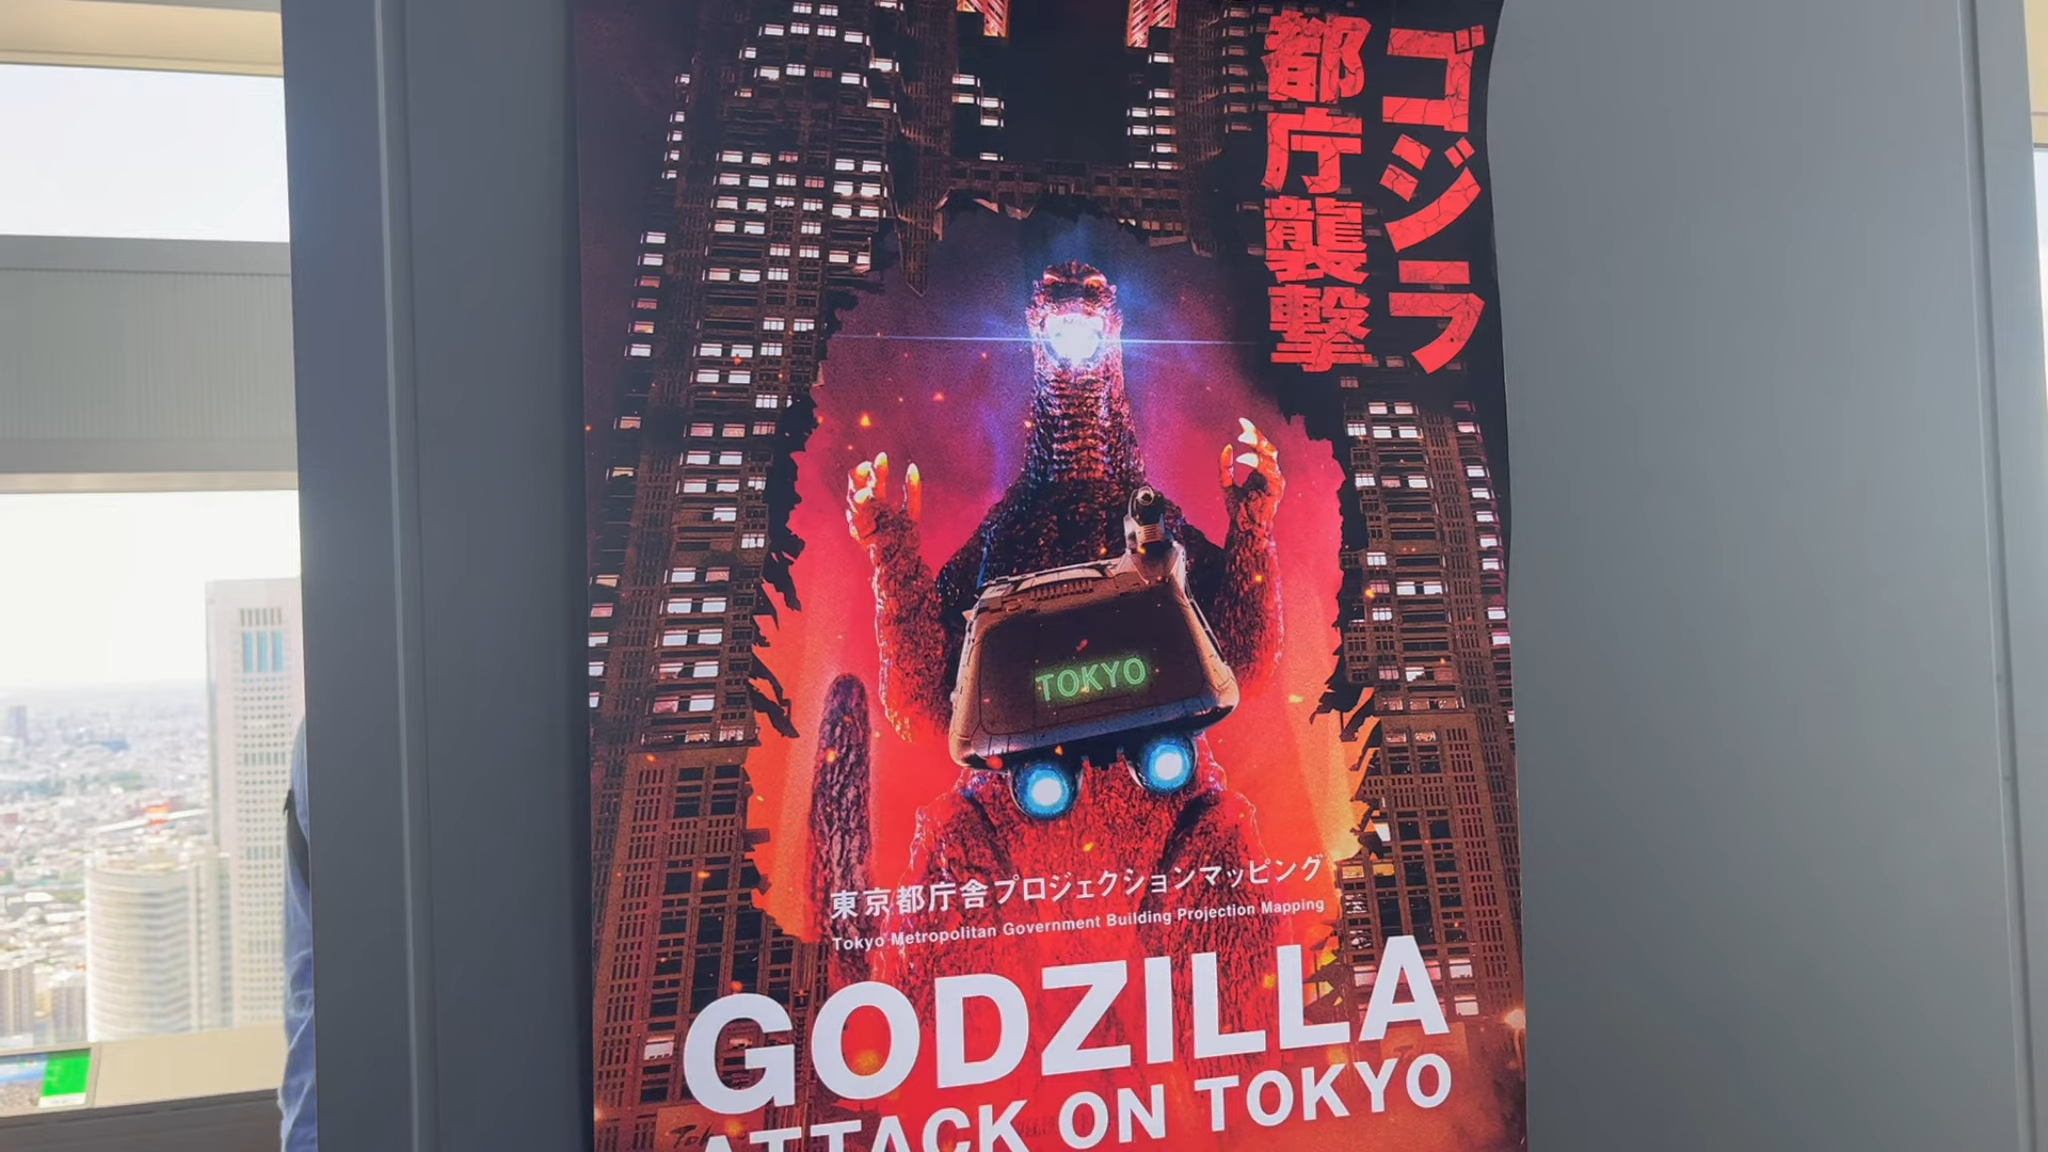 ゴジラ
都庁襲撃
TOKYO
東京都庁舎プロジェクションマッピング
Tokyo Metropolitan Government Building Projection Mapping
GODZILLA
ATTACK ON TOKYO